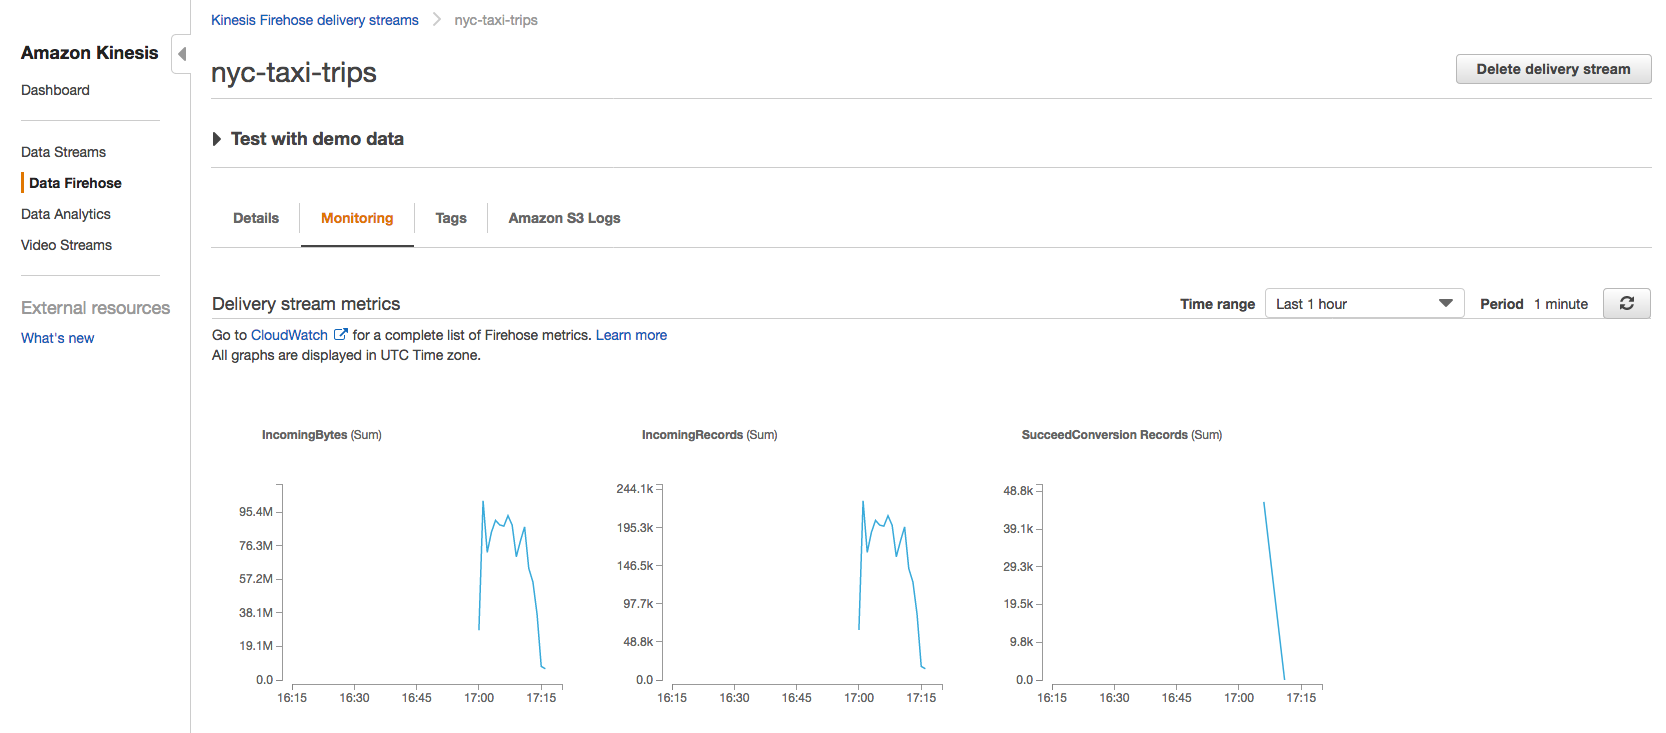 Amazon Kinesis
Dashboard
Data Streams
Data Firehose
Data Analytics
Video Streams
External resources
What's new
Kinesis Firehose delivery streams nyc-taxi-trips
nyc-taxi-trips
Delete delivery stream
Test with demo data
Details Monitoring Tags Amazon S3 Logs
Delivery stream metrics
Time range Last 1 hour Period 1 minute
Go to CloudWatch for a complete list of Firehose metrics. Learn more
All graphs are displayed in UTC Time zone.
IncomingBytes (Sum)
95.4M
76.3M
57.2M
38.1M
19.1M
0.0
16:15 16:30 16:45 17:00 17:15
IncomingRecords (Sum)
244.1k
195.3k
146.5k
97.7k
48.8k
0.0
16:15 16:30 16:45 17:00 17:15
SucceedConversion Records (Sum)
48.8k
39.1k
29.3k
19.5k
9.8k
0.0
16:15 16:30 16:45 17:00 17:15